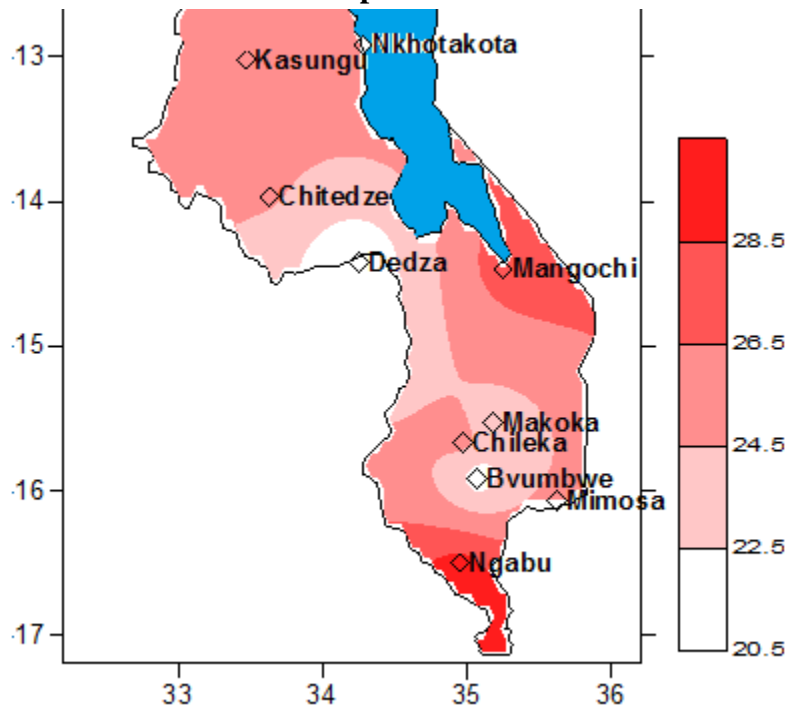 -13
Nkhotakota
Kasungu
-14
Chitedze
Dedza
Mangochi
-15
Makoka
Chileka
Bvumbwe
-16
Mimosa
Ngabu
-17
33 34 35 36
28.5
26.5
24.5
22.5
20.5